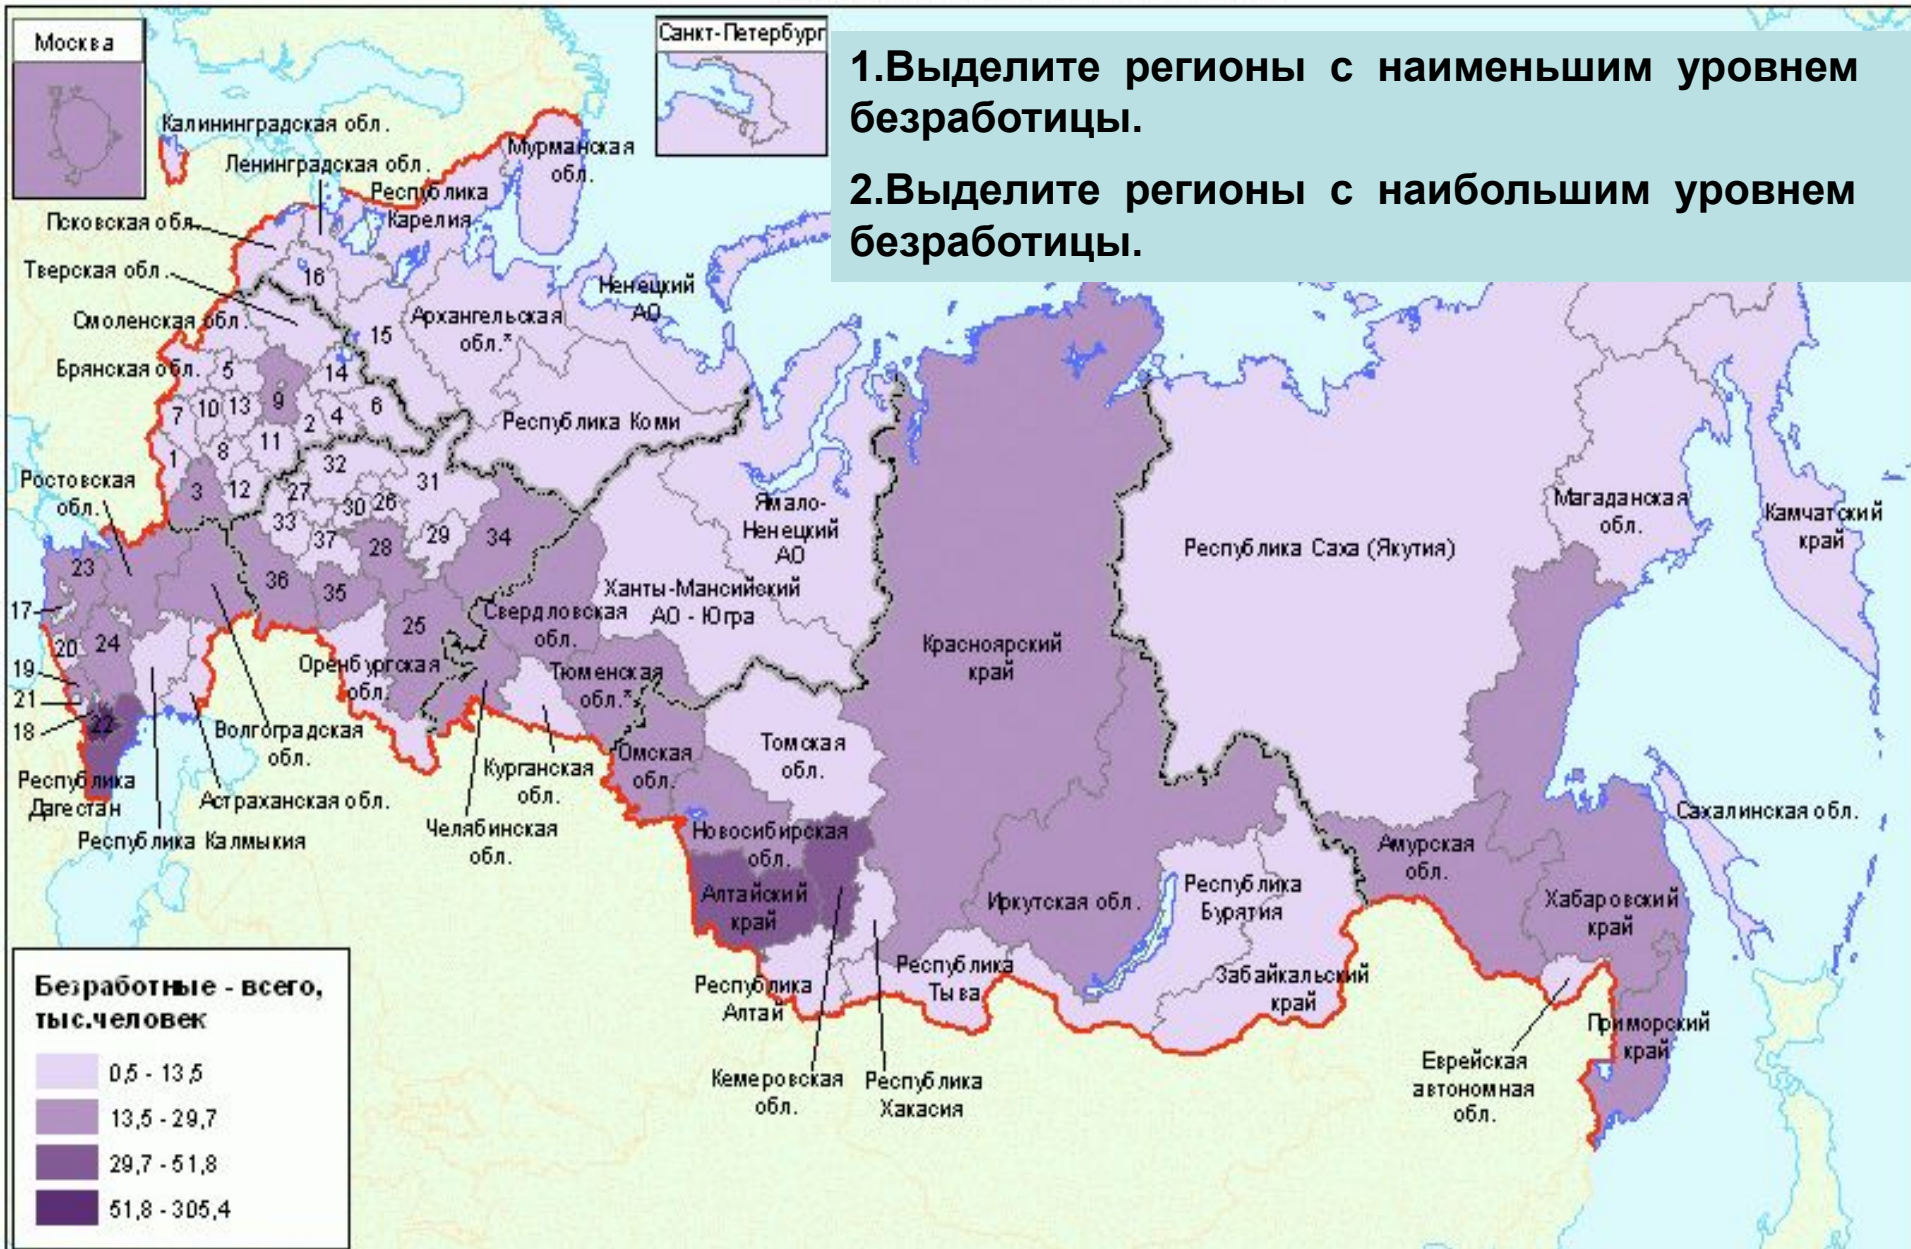 Москва
Санкт-Петербург
1.Выделите регионы с наименьшим уровнем
безработицы.
2.Выделите регионы с наибольшим уровнем
безработицы.
Калининградская обл.
Ленинградская обл.
Мурманская
обл.
Республика
Карелия
Псковская обл.
Тверская обл.
16
Ненецкий
АО
Смоленская обл.
Архангельская
обл.*
15
Брянская обл.
5
14
7
10
13
9
2
4
6
Республика Коми
1
8
11
32
31
Ростовская
обл.
3
12
27
30
26
33
37
28
29
34
Ямало-
Ненецкий
АО
Магаданская
обл.
Камчатский
край
Республика Саха (Якутия)
23
36
35
Ханты-Мансийский
АО - Югра
17
24
25
Свердловская
обл.
20
Красноярский
край
19
Оренбургская
обл.
Тюменская
обл.*
21
18
22
Волгоградская
обл.
Омская
обл.
Томская
обл.
Республика
Дагестан
Астраханская обл.
Курганская
обл.
Республика Калмыкия
Челябинская
обл.
Новосибирская
обл.
Сахалинская обл.
Амурская
обл.
Алтайский
край
Иркутская обл.
Республика
Бурятия
Хабаровский
край
Республика
Алтай
Республика
Тыва
Забайкальский
край
Приморский
край
Кемеровская
обл.
Республика
Хакасия
Еврейская
автономная
обл.
Безработные - всего,
тыс.человек
0,5 - 13,5
13,5 - 29,7
29,7 - 51,8
51,8 - 305,4